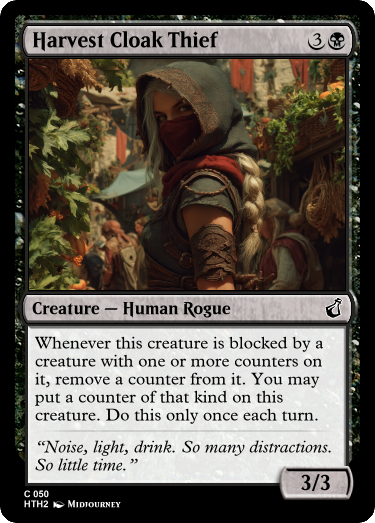 Harvest Cloak Thief 3
Creature — Human Rogue
Whenever this creature is blocked by a
creature with one or more counters on
it, remove a counter from it. You may
put a counter of that kind on this
creature. Do this only once each turn.
“Noise, light, drink. So many distractions.
So little time.”
3/3
C 050
HTH2 Midjourney